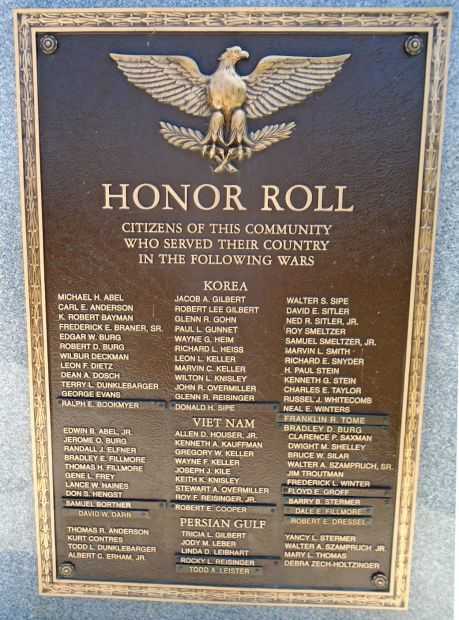 HONOR ROLL
CITIZENS OF THIS COMMUNITY
WHO SERVED THEIR COUNTRY
IN THE FOLLOWING WARS
KOREA
MICHAEL H. ABEL
CARL E. ANDERSON
K. ROBERT BAYMAN
FREDERICK E. BRANER, SR.
EDGAR W. BURG
ROBERT D. BURG
WILBUR DECKMAN
LEON F. DIETZ
DEAN A. DOSCH
TERRY L. DUNKLEBARGER
GEORGE EVANS
RALPH E. BOOKMYER
JACOB A. GILBERT
ROBERT LEE GILBERT
GLENN R. GOHN
PAUL L. GUNNET
WAYNE G. HEIM
RICHARD L. HEISS
LEON L. KELLER
MARVIN C. KELLER
WILTON L. KNISLEY
JOHN R. OVERMILLER
GLENN R. REISINGER
DONALD H. SIPE
WALTER S. SIPE
DAVID E. SITLER
NED R. SITLER, JR.
ROY SMELTZER
SAMUEL SMELTZER, JR.
MARVIN L. SMITH
RICHARD E. SNYDER
H. PAUL STEIN
KENNETH G. STEIN
CHARLES E. TAYLOR
RUSSEL J. WHITECOMB
NEAL E. WINTERS
FRANKLIN R. TOME
VIET NAM
EDWIN B. ABEL, JR.
JEROME O. BURG
RANDALL J. ELFNER
BRADLEY E. FILLMORE
THOMAS H. FILLMORE
GENE L. FREY
LANCE W. HAINES
DON S. HENGST
SAMUEL BORTNER
DAVID W. DARR
ALLEN D. HOUSER, JR.
KENNETH A. KAUFFMAN
GREGORY W. KELLER
WAYNE F. KELLER
JOSEPH J. KILE
KEITH K. KNISLEY
STEWART A. OVERMILLER
ROY F. REISINGER, JR.
ROBERT E. COOPER
BRADLEY D. BURG
CLARENCE P. SAXMAN
DWIGHT M. SHELLEY
BRUCE W. SILAR
WALTER A. SZAMPRUCH, SR.
JIM TROUTMAN
FREDERICK L. WINTER
FLOYD E. GROFF
BARRY B. STERMER
DALE E. FILLMORE
ROBERT E. DRESSEL
PERSIAN GULF
THOMAS R. ANDERSON
KURT CONTRES
TODD L. DUNKLEBARGER
ALBERT C. ERHAM, JR.
TRICIA L. GILBERT
JODY M. LEBER
LINDA D. LEIBHART
ROCKY L. REISINGER
TODD A. LEISTER
YANCY L. STERMER
WALTER A. SZAMPRUCH, JR.
MARY L. THOMAS
DEBRA ZECH-HOLTZINGER